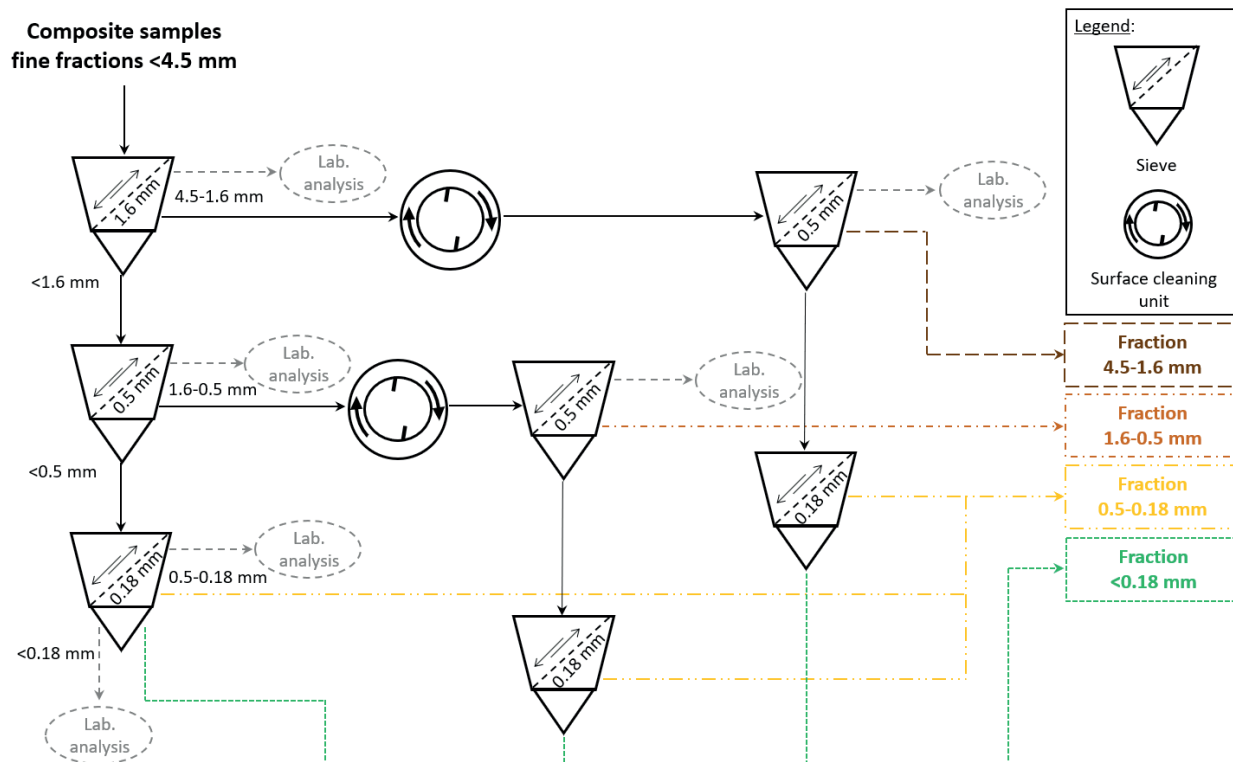 Composite samples
fine fractions <4.5 mm
Legend:
Sieve
Surface cleaning
unit
Lab.
analysis
4.5-1.6 mm
1.6 mm
Lab.
analysis
0.5 mm
<1.6 mm
Lab.
analysis
1.6-0.5 mm
0.5 mm
Lab.
analysis
0.5 mm
Fraction
4.5-1.6 mm
Fraction
1.6-0.5 mm
<0.5 mm
0.18 mm
Fraction
0.5-0.18 mm
Lab.
analysis
0.5-0.18 mm
0.18 mm
Fraction
<0.18 mm
<0.18 mm
0.18 mm
Lab.
analysis